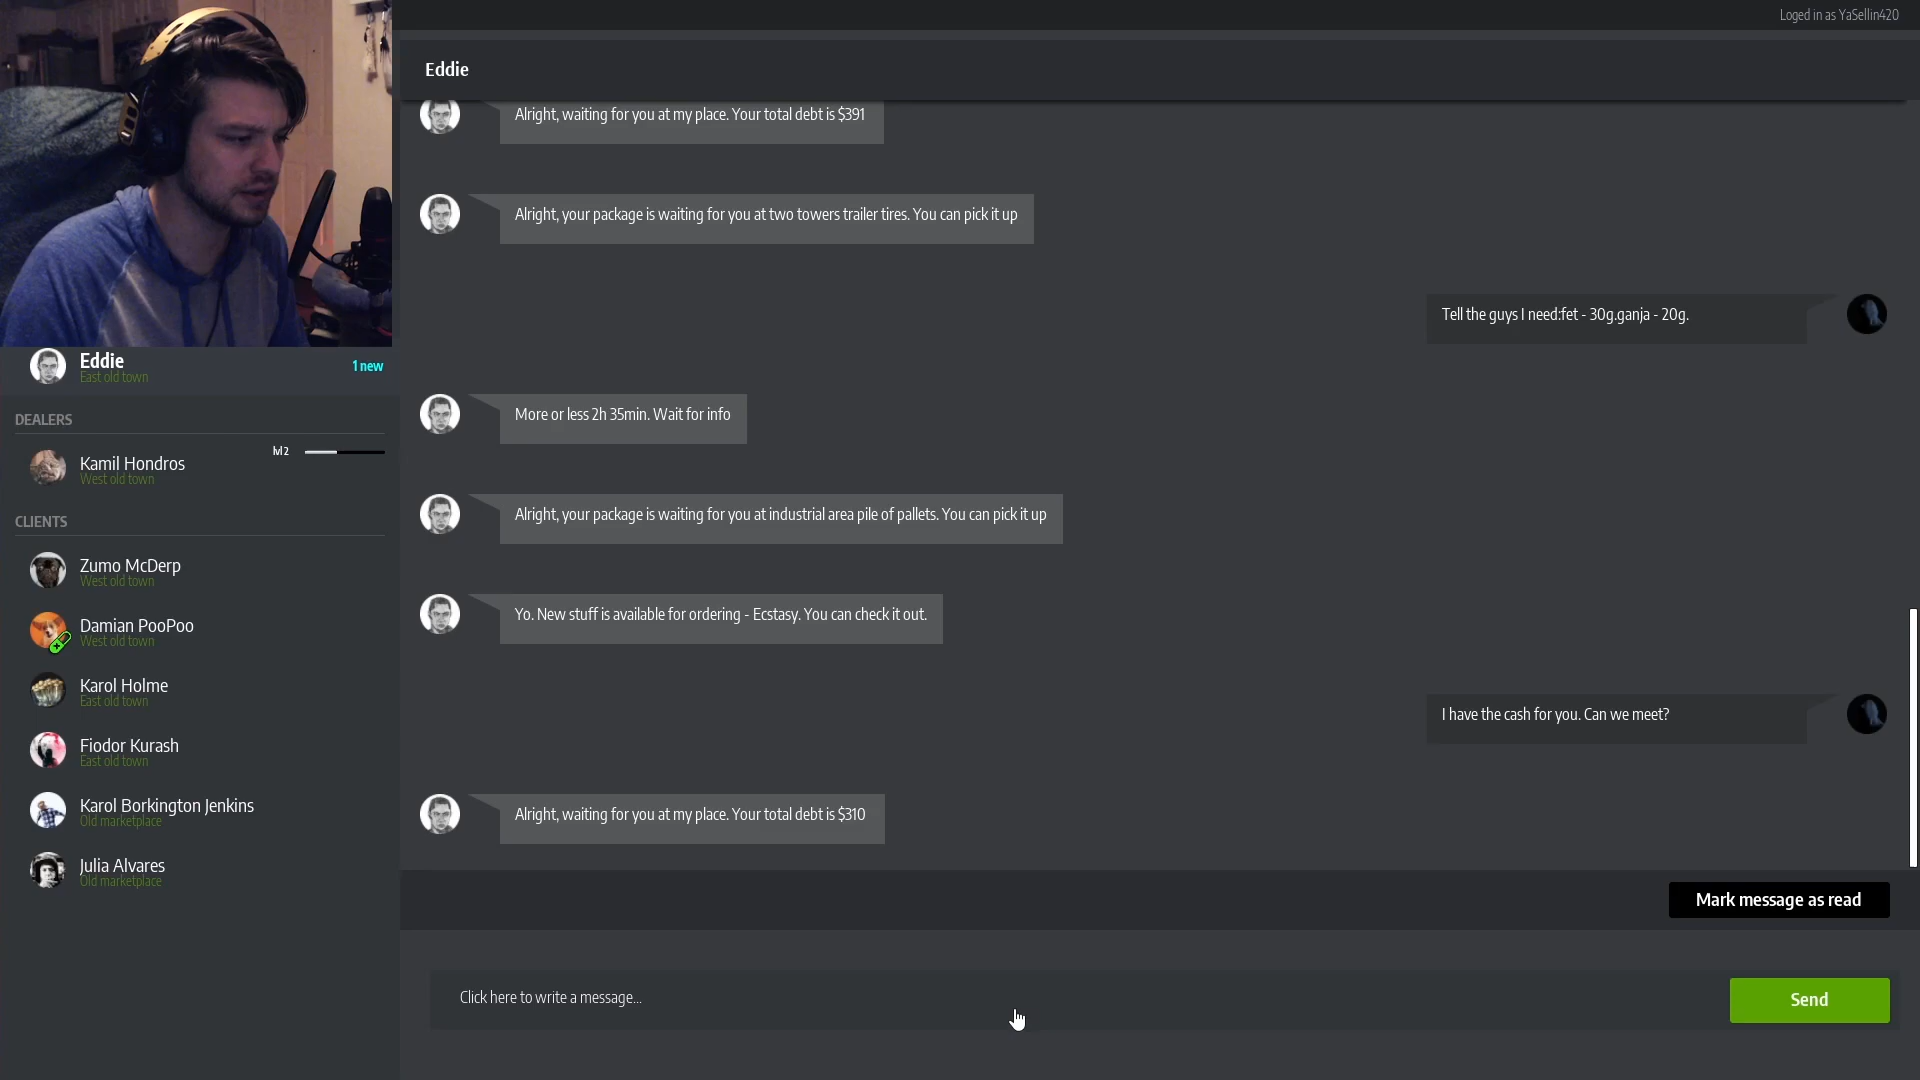 Loged in as YaSellin420
Eddie
Alright, waiting for you at my place. Your total debt is $391
Alright, your package is waiting for you at two towers trailer tires. You can pick it up
Tell the guys I need:fet - 30g.ganja - 20g.
More or less 2h 35min. Wait for info
Alright, your package is waiting for you at industrial area pile of pallets. You can pick it up
Yo. New stuff is available for ordering - Ecstasy. You can check it out.
I have the cash for you. Can we meet?
Alright, waiting for you at my place. Your total debt is $310
Mark message as read
Click here to write a message...
Send
Eddie
East old town
1 new
DEALERS
Kamil Hondros
West old town
lvl 2
CLIENTS
Zumo McDerp
West old town
Damian PooPoo
West old town
Karol Holme
East old town
Fiodor Kurash
East old town
Karol Borkington Jenkins
Old marketplace
Julia Alvares
Old marketplace